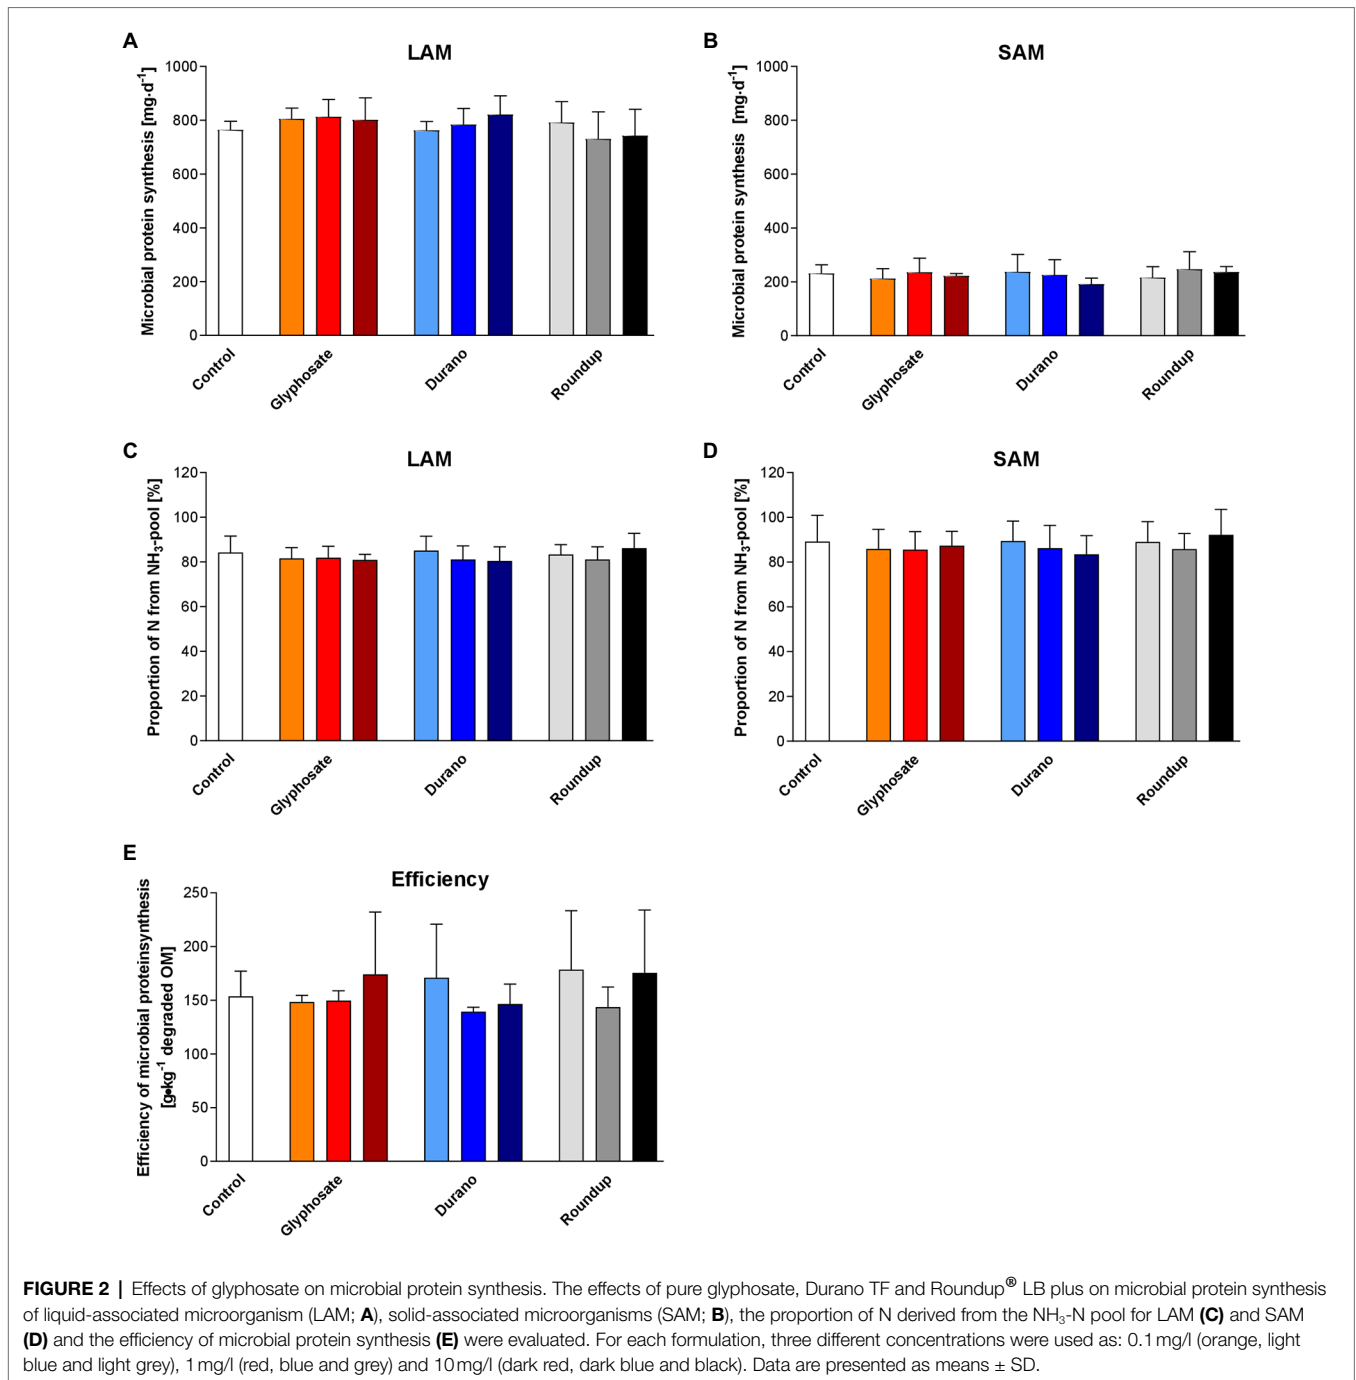 A
LAM
Microbial protein synthesis [mg·d-1]
1000
800
600
400
200
0
Control
Glyphosate
Durano
Roundup
B
SAM
Microbial protein synthesis [mg·d-1]
1000
800
600
400
200
0
Control
Glyphosate
Durano
Roundup
C
LAM
Proportion of N from NH3-pool [%]
120
100
80
60
40
20
0
Control
Glyphosate
Durano
Roundup
D
SAM
Proportion of N from NH3-pool [%]
120
100
80
60
40
20
0
Control
Glyphosate
Durano
Roundup
E
Efficiency
Efficiency of microbial proteinsynthesis
[g•kg-1 degraded OM]
250
200
150
100
50
0
Control
Glyphosate
Durano
Roundup
FIGURE 2 | Effects of glyphosate on microbial protein synthesis. The effects of pure glyphosate, Durano TF and Roundup® LB plus on microbial protein synthesis
of liquid-associated microorganism (LAM; A), solid-associated microorganisms (SAM; B), the proportion of N derived from the NH3-N pool for LAM (C) and SAM
(D) and the efficiency of microbial protein synthesis (E) were evaluated. For each formulation, three different concentrations were used as: 0.1 mg/l (orange, light
blue and light grey), 1 mg/l (red, blue and grey) and 10 mg/l (dark red, dark blue and black). Data are presented as means ± SD.